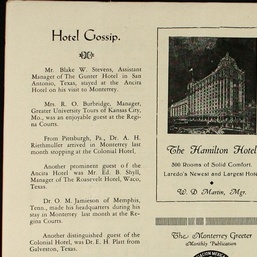 Hotel Gossip.
Mr. Blake W. Stevens, Assistant
Manager of The Gunter Hotel in San
Antonio, Texas, stayed at the Ancira
Hotel on his visit to Monterrey.
Mrs. R. O. Burbridge, Manager,
Greater University Tours of Kansas City,
Mo., was an enjoyable guest at the Regi-
na Courts.
From Pittsburgh, Pa., Dr. A. H.
Riethmuller arrived in Monterrey last
month stopping at the Colonial Hotel,
Another prominent guest of the
Ancira Hotel was Mr. Ed. B. Shyll,
Manager of The Roosevelt Hotel, Waco,
Texas.
Dr. O. M. Jamieson of Memphis,
Tenn., made his headquarters during his
stay in Monterrey last month at the Re-
gina Courts.
Another distinguished guest of the
Colonial Hotel, was Dr. E. H. Platt from
Galveston, Texas.
The Hamilton Hotel
300 Rooms of Solid Comfort.
Laredo's Newest and Largest Hote
W. D. Martin, Mgr.
The Monterrey Greeter
Monthly Publication